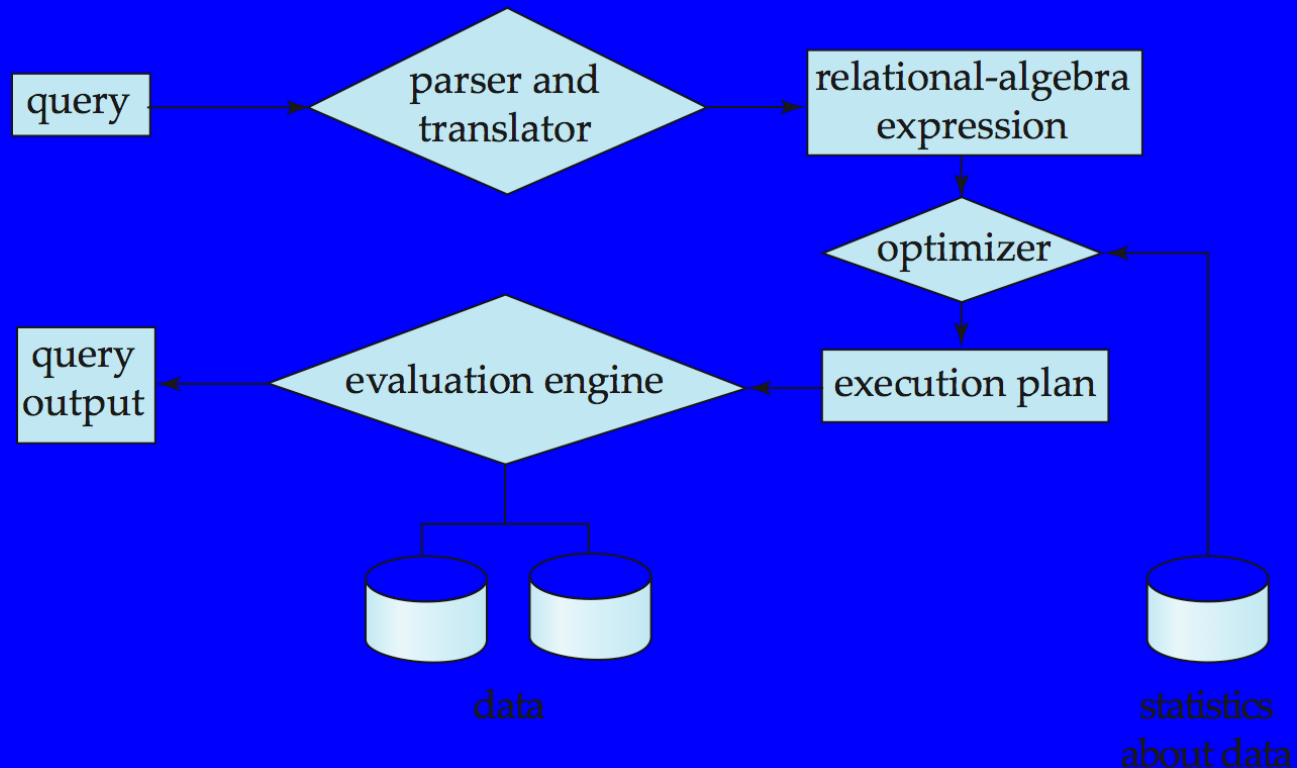 query
parser and
translator
relational-algebra
expression
optimizer
query
output
evaluation engine
execution plan
data
statistics
about data